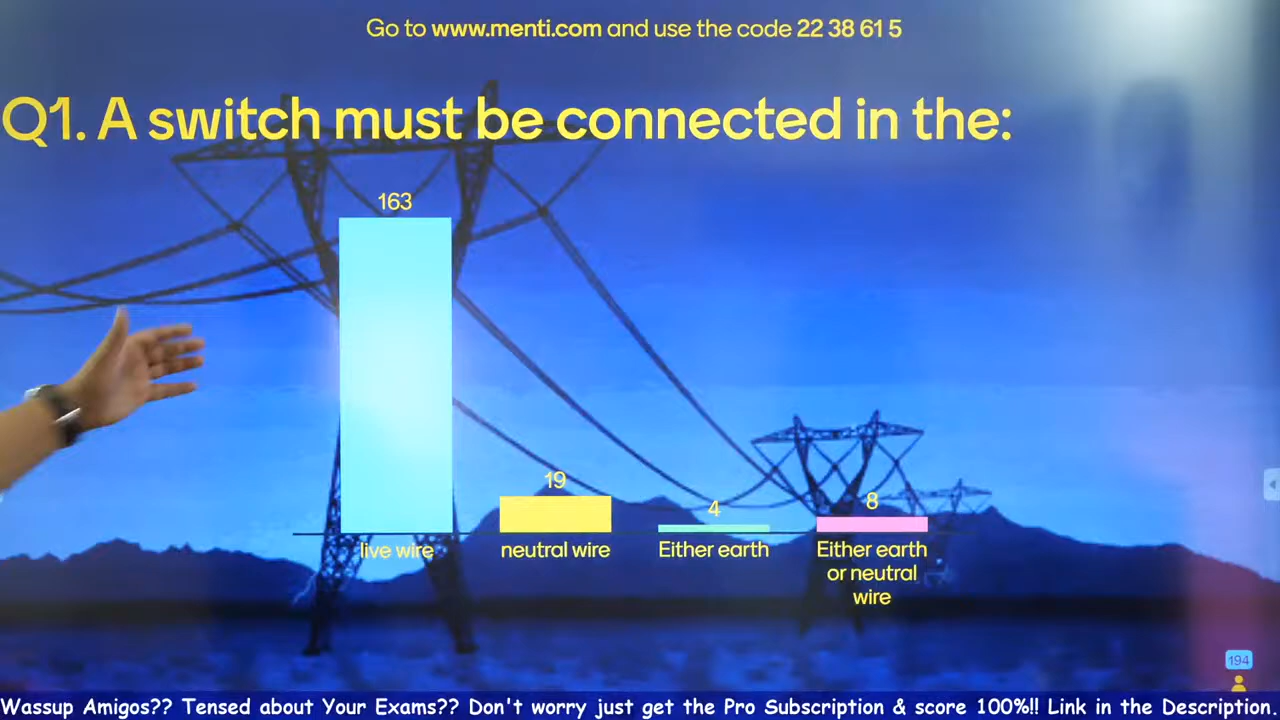 Go to www.menti.com and use the code 22 38 61 5
Q1. A switch must be connected in the:
163
19
4
8
live wire
neutral wire
Either earth
Either earth
or neutral
wire
194
Wassup Amigos?? Tensed about Your Exams?? Don't worry just get the Pro Subscription & score 100%!! Link in the Description.